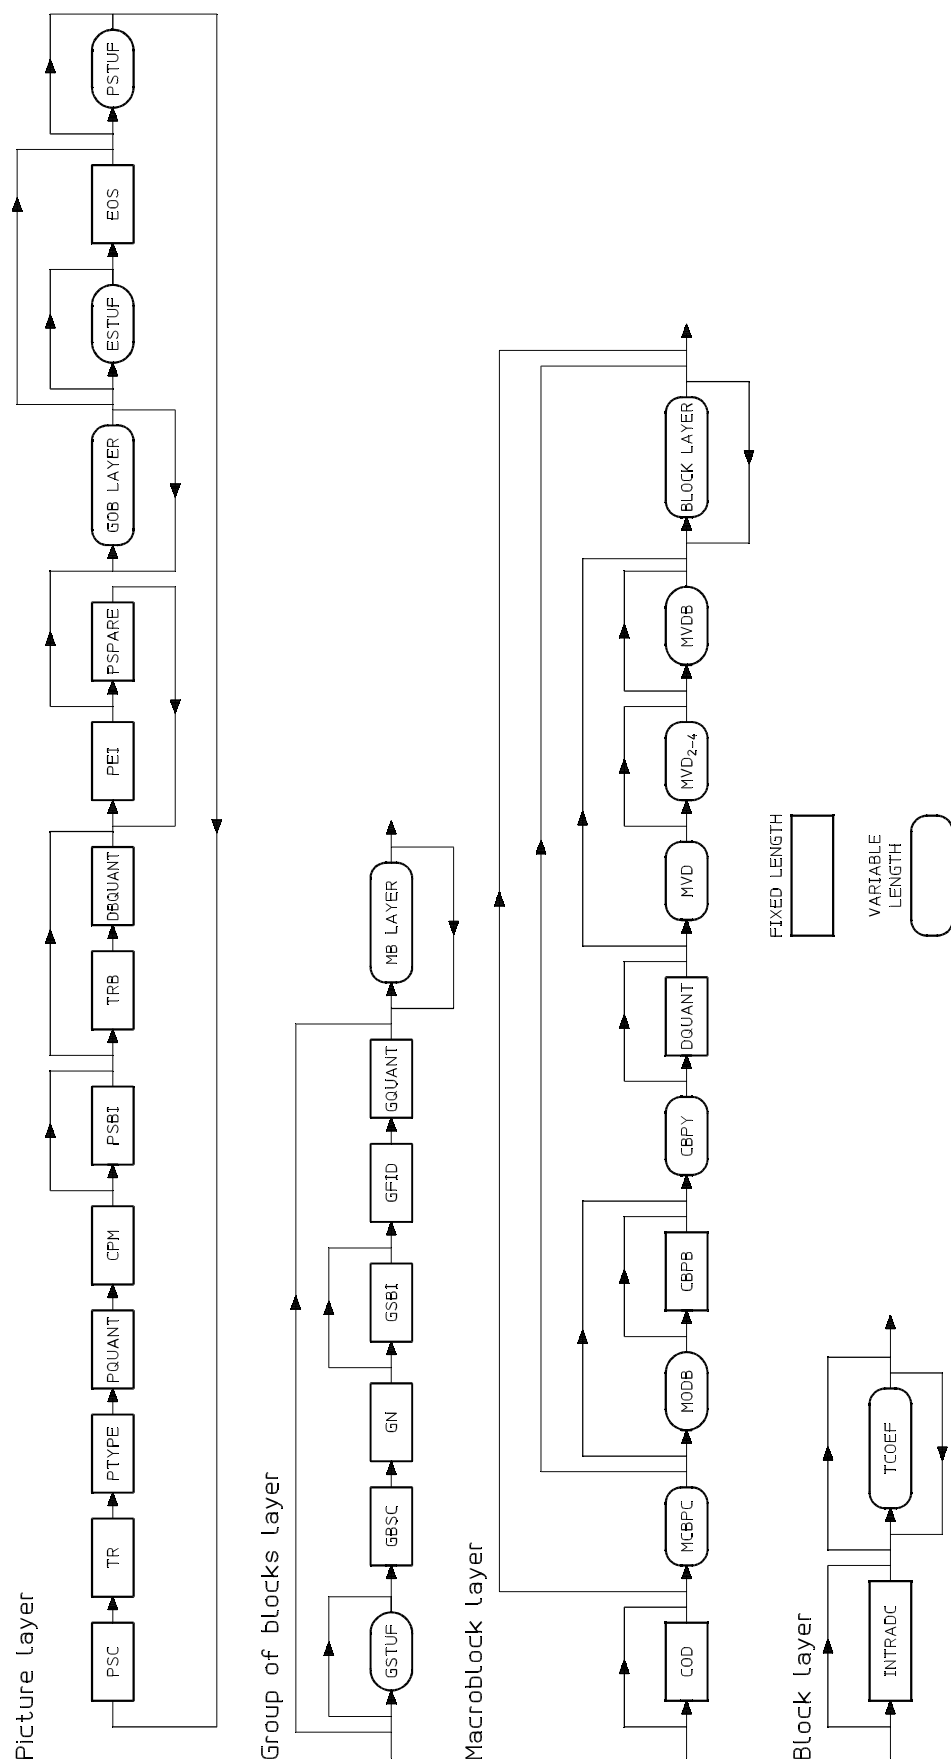 Picture layer
PSC
TR
PTYPE
PQUANT
CPM
PSBI
TRB
DBQUANT
PEI
PSPARE
GOB LAYER
ESTUF
EOS
PSTUF
Group of blocks layer
GSTUF
GBSC
GN
GSBI
GFID
GQUANT
MB LAYER
Macroblock layer
COD
MCBPC
MODB
CBPB
CBPY
DQUANT
MVD
MVD2-4
MVDB
BLOCK LAYER
Block layer
INTRADC
TCOEF
FIXED LENGTH
VARIABLE
LENGTH